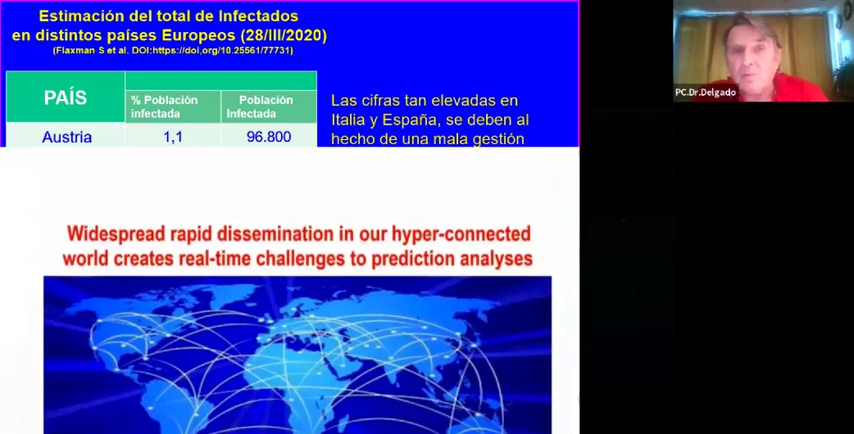 Estimación del total de Infectados
en distintos países Europeos (28/III/2020)
(Flaxman S et al. DOI:https://doi,org/10.25561/77731)
PAÍS
% Población
infectada
Población
Infectada
Austria
1,1
96.800
Las cifras tan elevadas en
Italia y España, se deben al
hecho de una mala gestión
PC.Dr.Delgado
Widespread rapid dissemination in our hyper-connected
world creates real-time challenges to prediction analyses